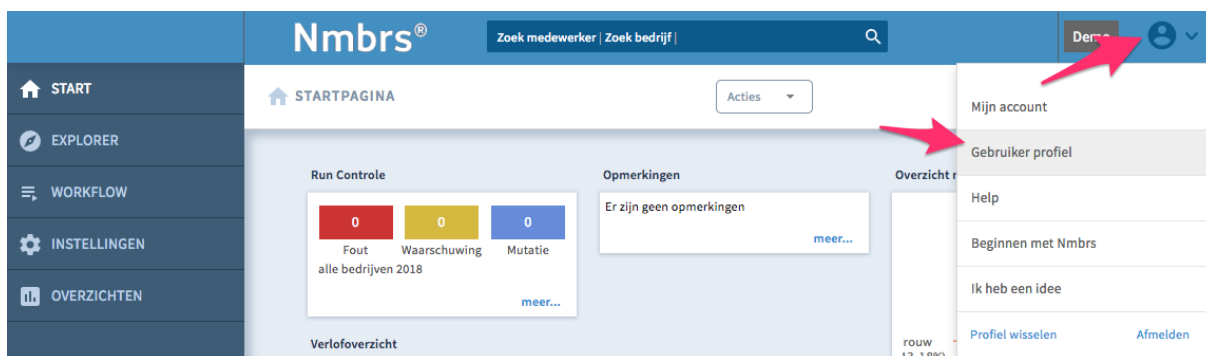 Nmbrs®
Zoek medewerker | Zoek bedrijf |
START
STARTPAGINA
Acties
Mijn account
EXPLORER
Gebruiker profiel
Run Controle
Opmerkingen
Overzicht
WORKFLOW
Er zijn geen opmerkingen
Help
0
0
0
meer...
Fout
Waarschuwing
Mutatie
INSTELLINGEN
Beginnen met Nmbrs
alle bedrijven 2018
Ik heb een idee
OVERZICHTEN
meer...
Profiel wisselen
Afmelden
Verlofoverzicht
rouw